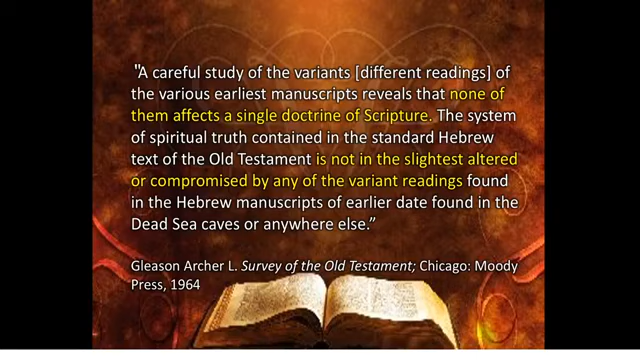 "A careful study of the variants [different readings] of
the various earliest manuscripts reveals that none of
them affects a single doctrine of Scripture. The system
of spiritual truth contained in the standard Hebrew
text of the Old Testament is not in the slightest altered
or compromised by any of the variant readings found
in the Hebrew manuscripts of earlier date found in the
Dead Sea caves or anywhere else.”
Gleason Archer L. Survey of the Old Testament; Chicago: Moody
Press, 1964